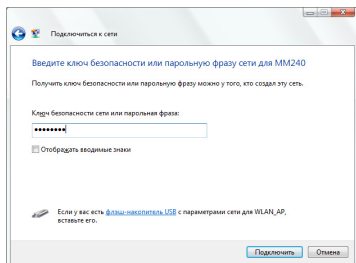 Подключиться к сети
Введите ключ безопасности или парольную фразу сети для MM240
Получить ключ безопасности или парольную фразу можно у того, кто создал эту сеть.
Ключ безопасности сети или парольная фраза:
••••••••
Отображать вводимые знаки
Если у вас есть флэш-накопитель USB с параметрами сети для WLAN_AP,
вставьте его.
Подключить
Отмена